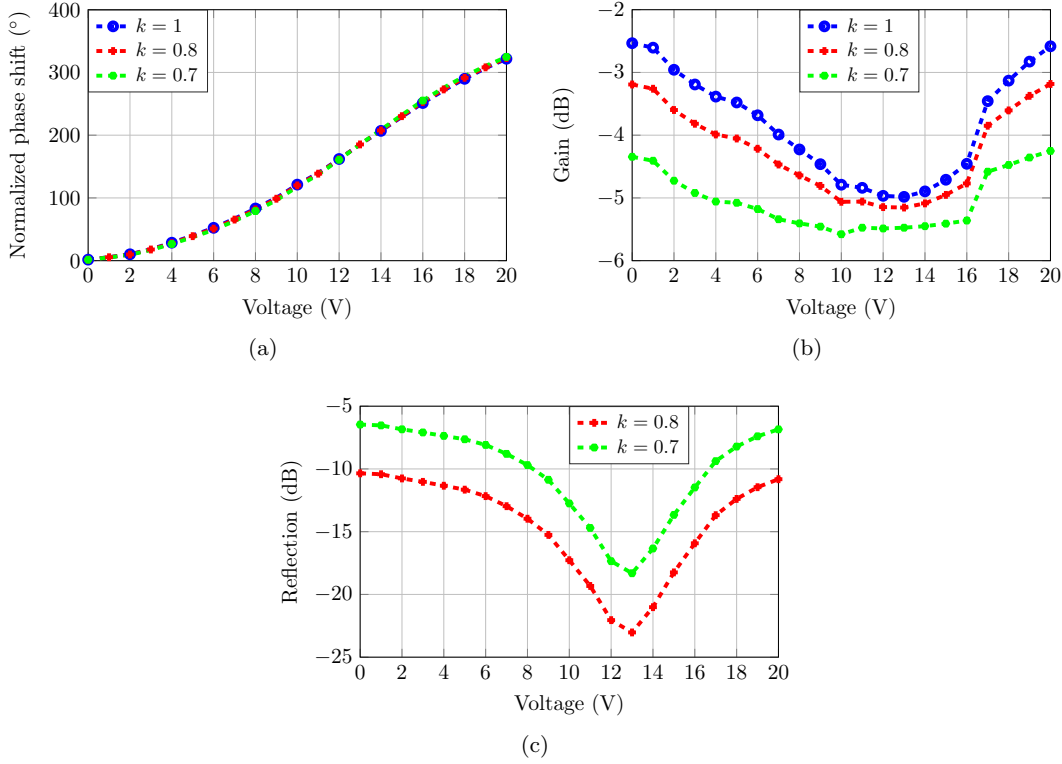 Normalized phase shift (°)
400
300
200
100
0
k = 1
k = 0.8
k = 0.7
0 2 4 6 8 10 12 14 16 18 20
Voltage (V)
(a)
Gain (dB)
−2
−3
−4
−5
−6
k = 1
k = 0.8
k = 0.7
0 2 4 6 8 10 12 14 16 18 20
Voltage (V)
(b)
Reflection (dB)
−5
−10
−15
−20
−25
k = 0.8
k = 0.7
0 2 4 6 8 10 12 14 16 18 20
Voltage (V)
(c)